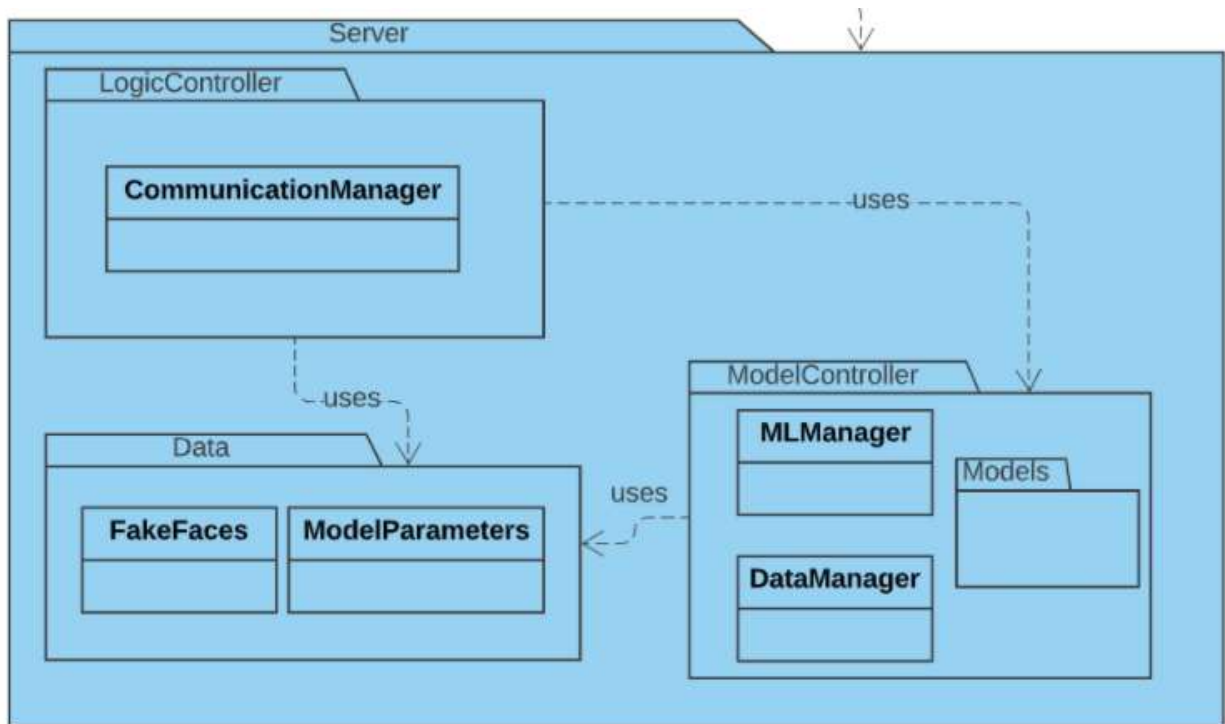 Server
LogicController
CommunicationManager
uses
uses
ModelController
MLManager
Models
DataManager
uses
Data
FakeFaces
ModelParameters